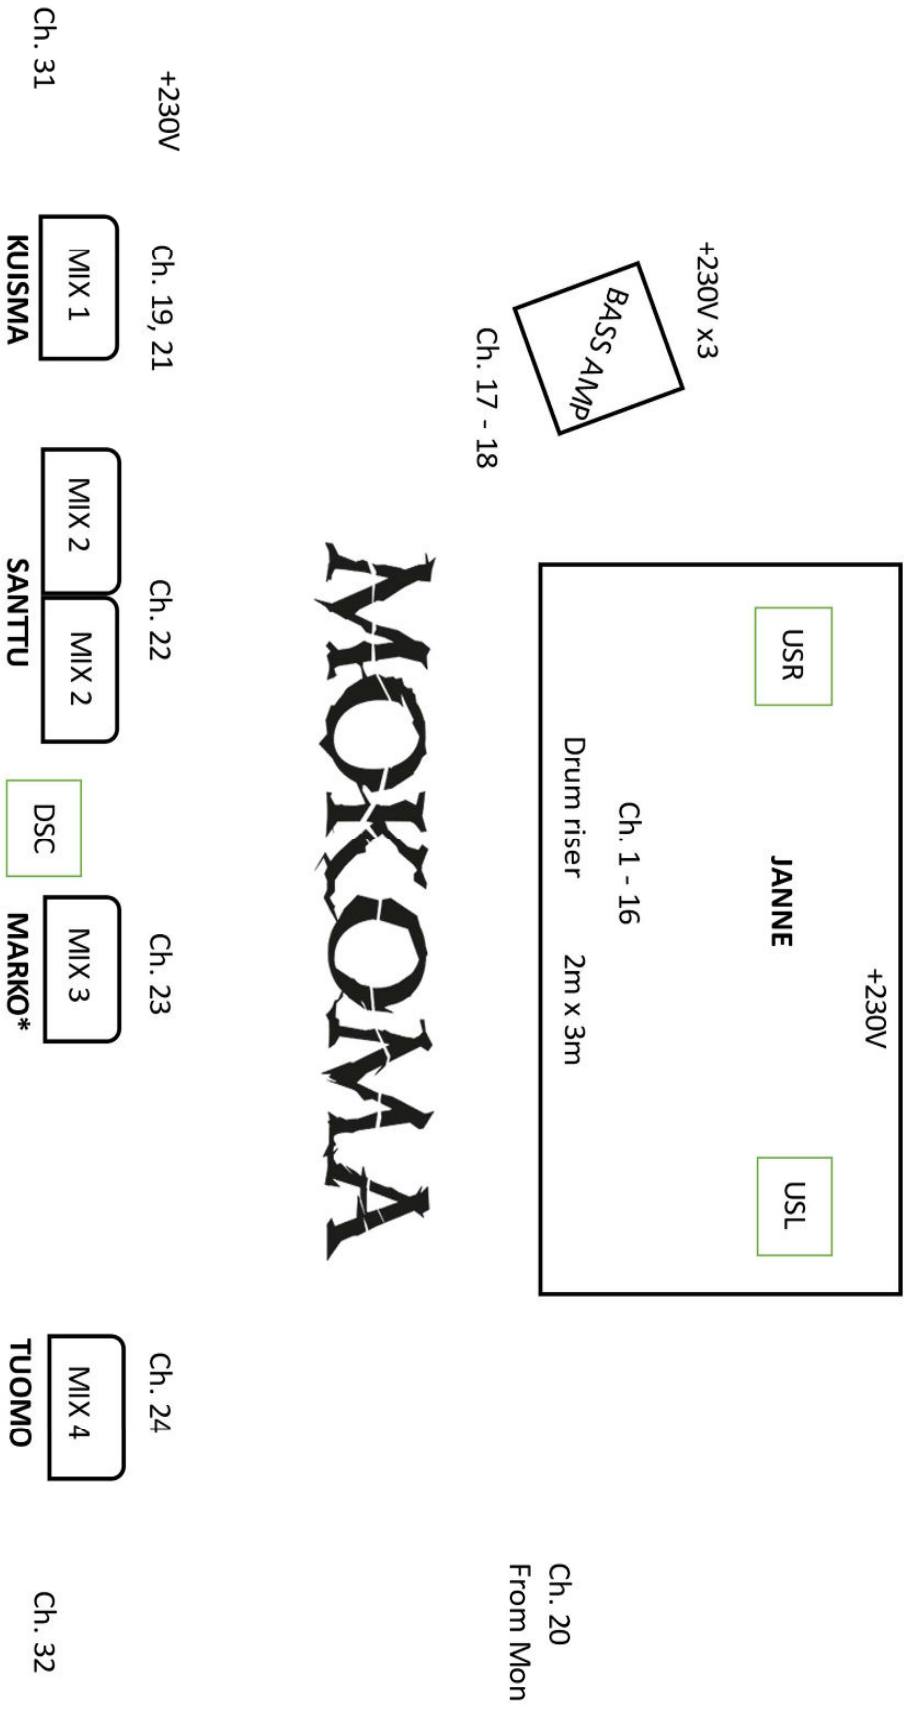 +230V
JANNE
USR
USL
+230V x3
BASS AMP
Ch. 1 - 16
Drum riser 2m x 3m
Ch. 20
From Mon
Ch. 17 - 18
MOKOMA
+230V
Ch. 19, 21
Ch. 22
Ch. 23
Ch. 24
MIX 1
MIX 2
MIX 2
MIX 3
MIX 4
Ch. 31
DSC
Ch. 32
KUISMA
SANTTU
MARKO*
TUOMO